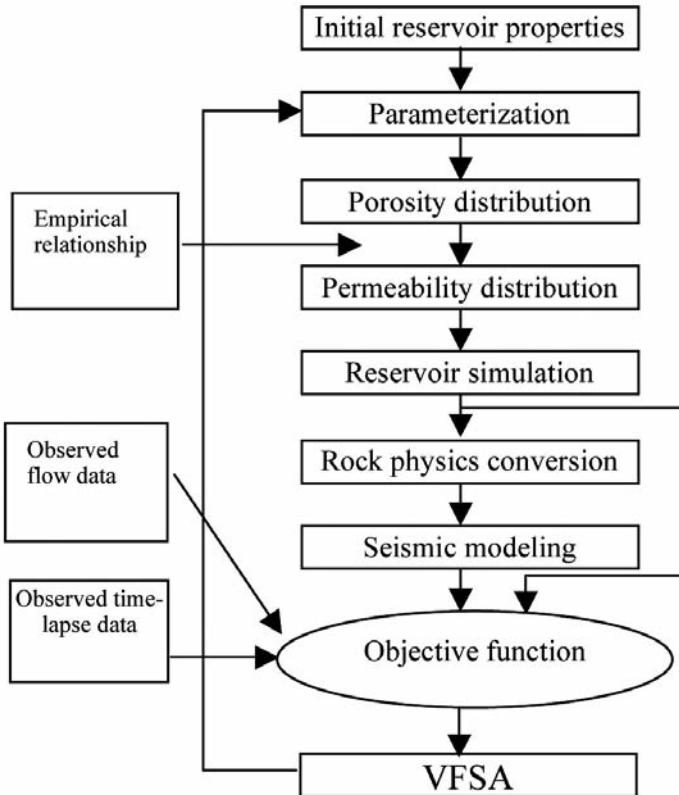 Initial reservoir properties
Parameterization
Porosity distribution
Empirical
relationship
Permeability distribution
Reservoir simulation
Observed
flow data
Rock physics conversion
Seismic modeling
Observed time-
lapse data
Objective function
VFSA